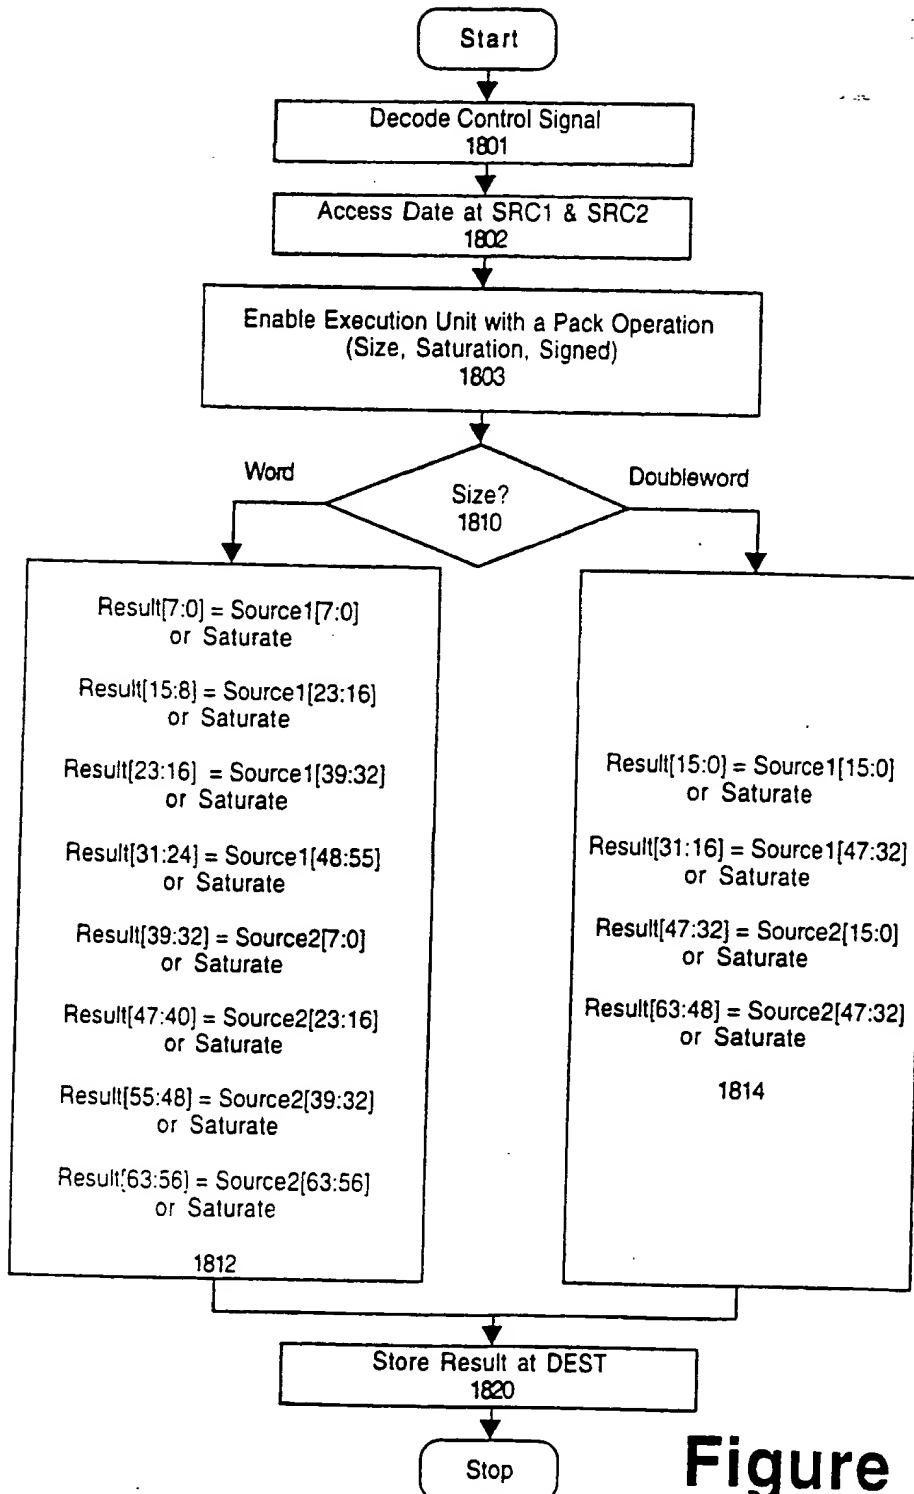 Start
Decode Control Signal
1801
Access Date at SRC1 & SRC2
1802
Enable Execution Unit with a Pack Operation
(Size, Saturation, Signed)
1803
Word
Size?
1810
Doubleword
Result[7:0] = Source1[7:0]
or Saturate
Result[15:8] = Source1[23:16]
or Saturate
Result[23:16] = Source1[39:32]
or Saturate
Result[31:24] = Source1[48:55]
or Saturate
Result[39:32] = Source2[7:0]
or Saturate
Result[47:40] = Source2[23:16]
or Saturate
Result[55:48] = Source2[39:32]
or Saturate
Result[63:56] = Source2[63:56]
or Saturate
1812
Result[15:0] = Source1[15:0]
or Saturate
Result[31:16] = Source1[47:32]
or Saturate
Result[47:32] = Source2[15:0]
or Saturate
Result[63:48] = Source2[47:32]
or Saturate
1814
Store Result at DEST
1820
Stop
Figure